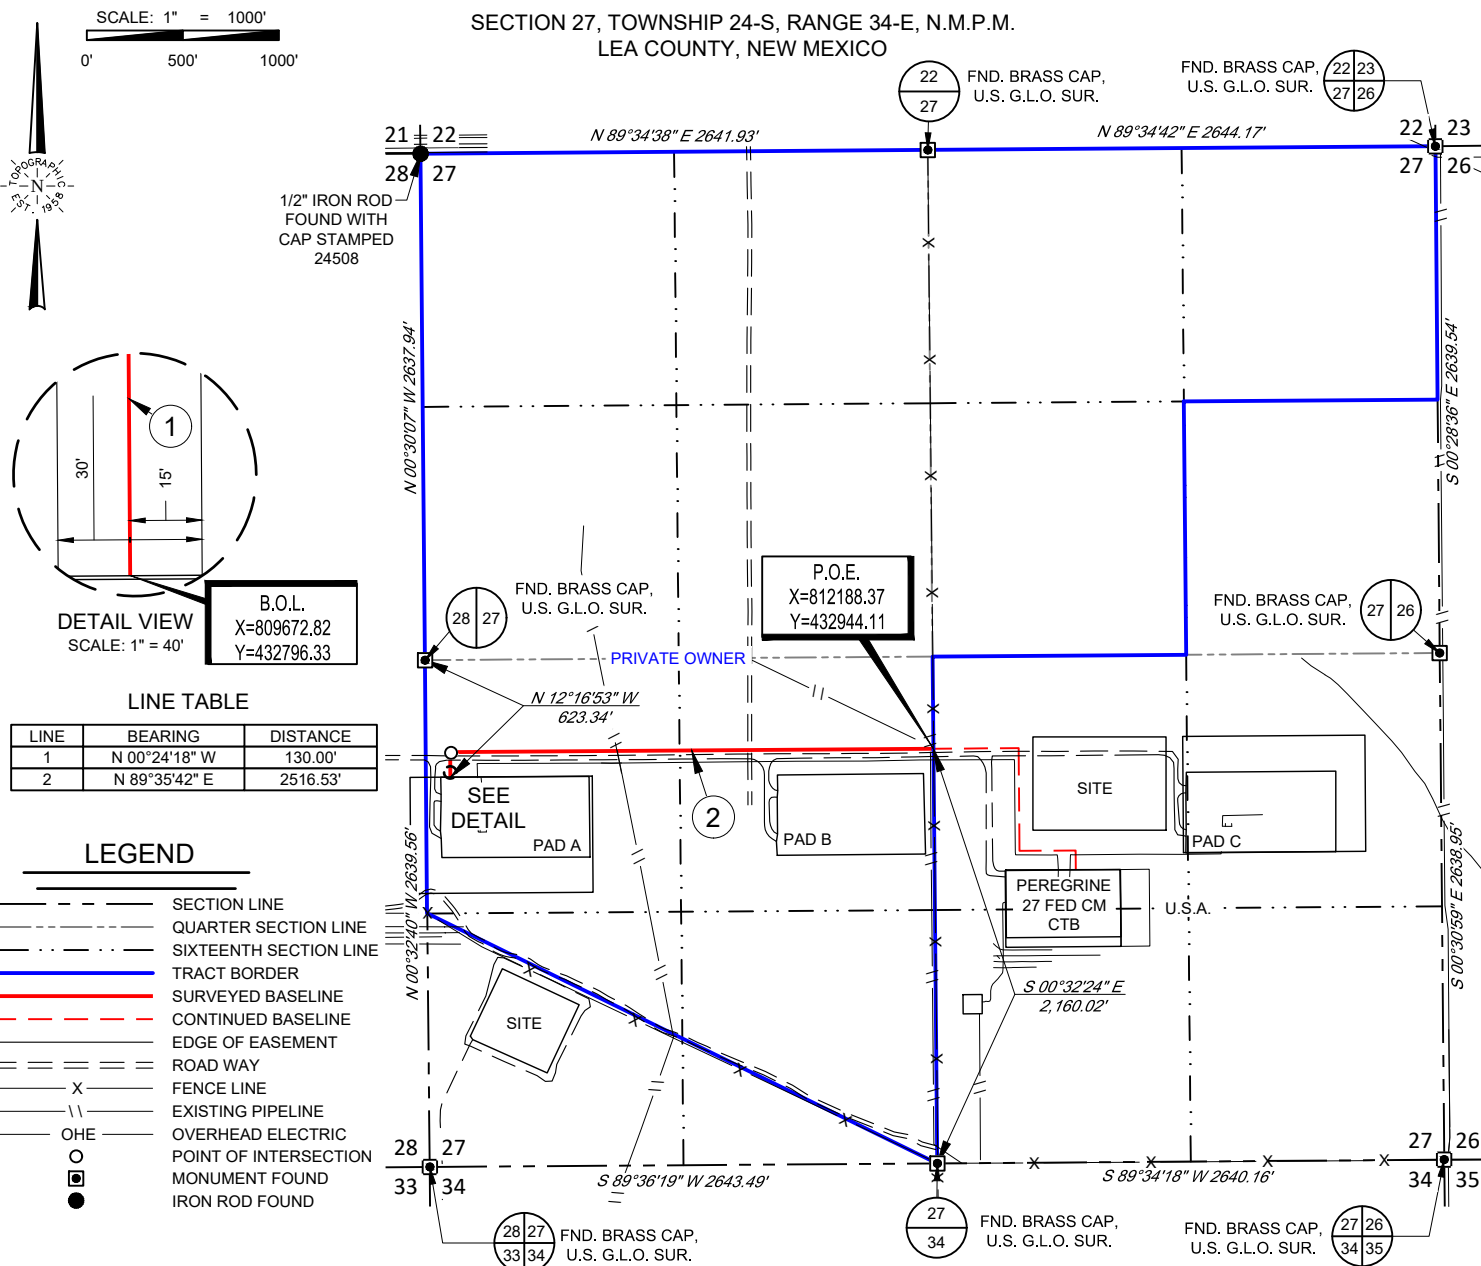 SCALE: 1" = 1000'
0' 500' 1000'
SECTION 27, TOWNSHIP 24-S, RANGE 34-E, N.M.P.M.
LEA COUNTY, NEW MEXICO
TOPOGRAPHIC
N
EST. 1958
22
27
FND. BRASS CAP,
U.S. G.L.O. SUR.
FND. BRASS CAP,
U.S. G.L.O. SUR.
22 23
27 26
21 22
28 27
N 89°34'38" E 2641.93'
N 89°34'42" E 2644.17'
22 23
27 26
1/2" IRON ROD
FOUND WITH
CAP STAMPED
24508
N 00°30'07" W 2637.94'
S 00°28'36" E 2639.54'
1
30'
15'
DETAIL VIEW
SCALE: 1" = 40'
B.O.L.
X=809672.82
Y=432796.33
28 27
FND. BRASS CAP,
U.S. G.L.O. SUR.
P.O.E.
X=812188.37
Y=432944.11
FND. BRASS CAP,
U.S. G.L.O. SUR.
27 26
PRIVATE OWNER
N 12°16'53" W
623.34'
LINE TABLE
LINE BEARING DISTANCE
1 N 00°24'18" W 130.00'
2 N 89°35'42" E 2516.53'
SEE
DETAIL
PAD A
2
PAD B
SITE
PAD C
PEREGRINE
27 FED CM
CTB
U.S.A.
N 00°32'40" W 2639.56'
S 00°30'59" E 2638.95'
S 00°32'24" E
2,160.02'
SITE
LEGEND
SECTION LINE
QUARTER SECTION LINE
SIXTEENTH SECTION LINE
TRACT BORDER
SURVEYED BASELINE
CONTINUED BASELINE
EDGE OF EASEMENT
ROAD WAY
X FENCE LINE
\\ EXISTING PIPELINE
OHE OVERHEAD ELECTRIC
POINT OF INTERSECTION
MONUMENT FOUND
IRON ROD FOUND
28 27
33 34
S 89°36'19" W 2643.49'
S 89°34'18" W 2640.16'
27 26
34 35
28 27
33 34
FND. BRASS CAP,
U.S. G.L.O. SUR.
27
34
FND. BRASS CAP,
U.S. G.L.O. SUR.
FND. BRASS CAP,
U.S. G.L.O. SUR.
27 26
34 35